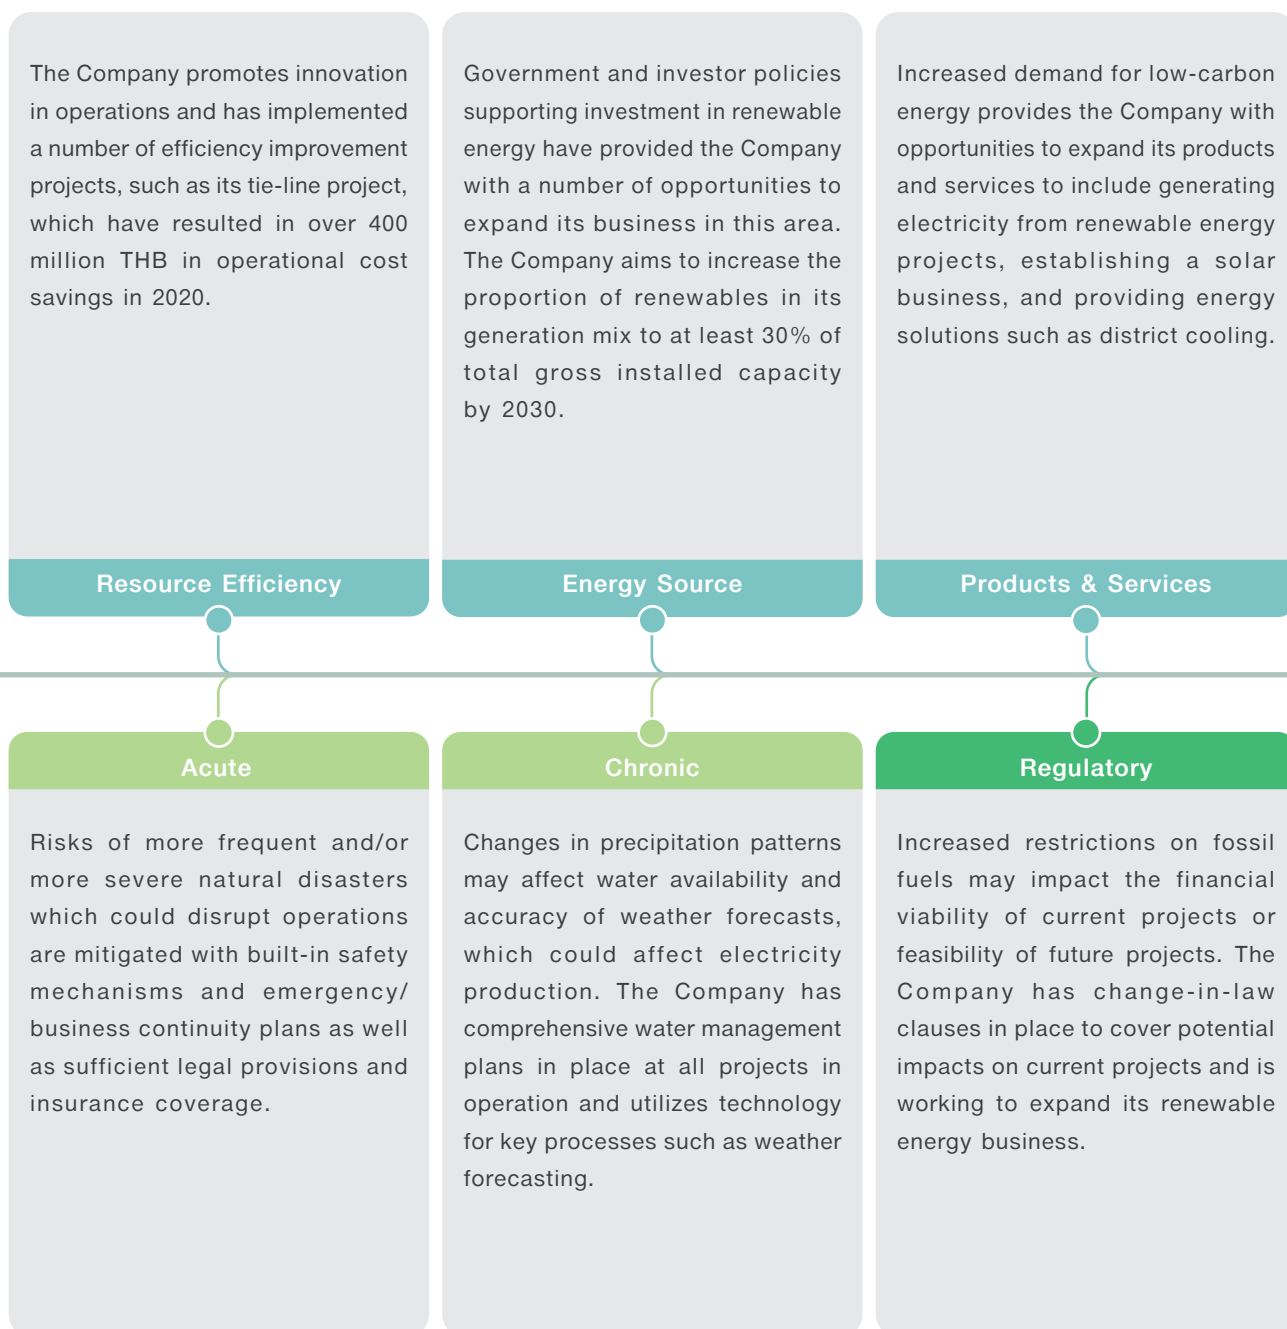 The Company promotes innovation
in operations and has implemented
a number of efficiency improvement
projects, such as its tie-line project,
which have resulted in over 400
million THB in operational cost
savings in 2020.
Resource Efficiency
Government and investor policies
supporting investment in renewable
energy have provided the Company
with a number of opportunities to
expand its business in this area.
The Company aims to increase the
proportion of renewables in its
generation mix to at least 30% of
total gross installed capacity
by 2030.
Energy Source
Increased demand for low-carbon
energy provides the Company with
opportunities to expand its products
and services to include generating
electricity from renewable energy
projects, establishing a solar
business, and providing energy
solutions such as district cooling.
Products & Services
Acute
Risks of more frequent and/or
more severe natural disasters
which could disrupt operations
are mitigated with built-in safety
mechanisms and emergency/
business continuity plans as well
as sufficient legal provisions and
insurance coverage.
Chronic
Changes in precipitation patterns
may affect water availability and
accuracy of weather forecasts,
which could affect electricity
production. The Company has
comprehensive water management
plans in place at all projects in
operation and utilizes technology
for key processes such as weather
forecasting.
Regulatory
Increased restrictions on fossil
fuels may impact the financial
viability of current projects or
feasibility of future projects. The
Company has change-in-law
clauses in place to cover potential
impacts on current projects and is
working to expand its renewable
energy business.